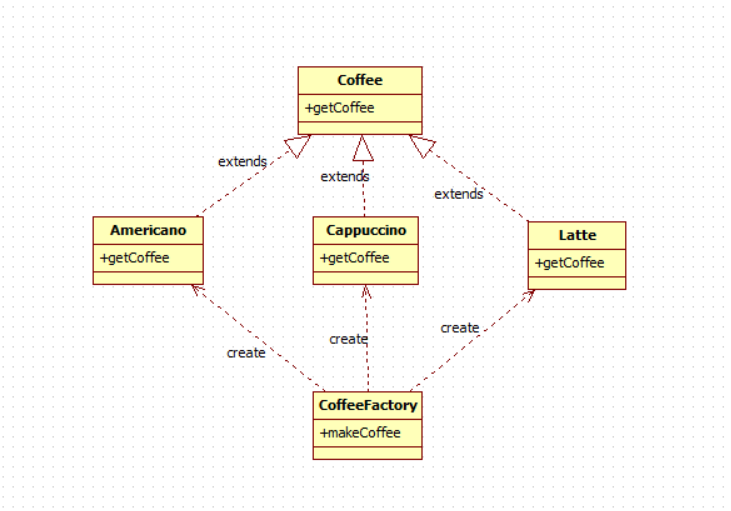 Coffee
+getCoffee
extends
extends
extends
Americano
+getCoffee
Cappuccino
+getCoffee
Latte
+getCoffee
create
create
create
CoffeeFactory
+makeCoffee